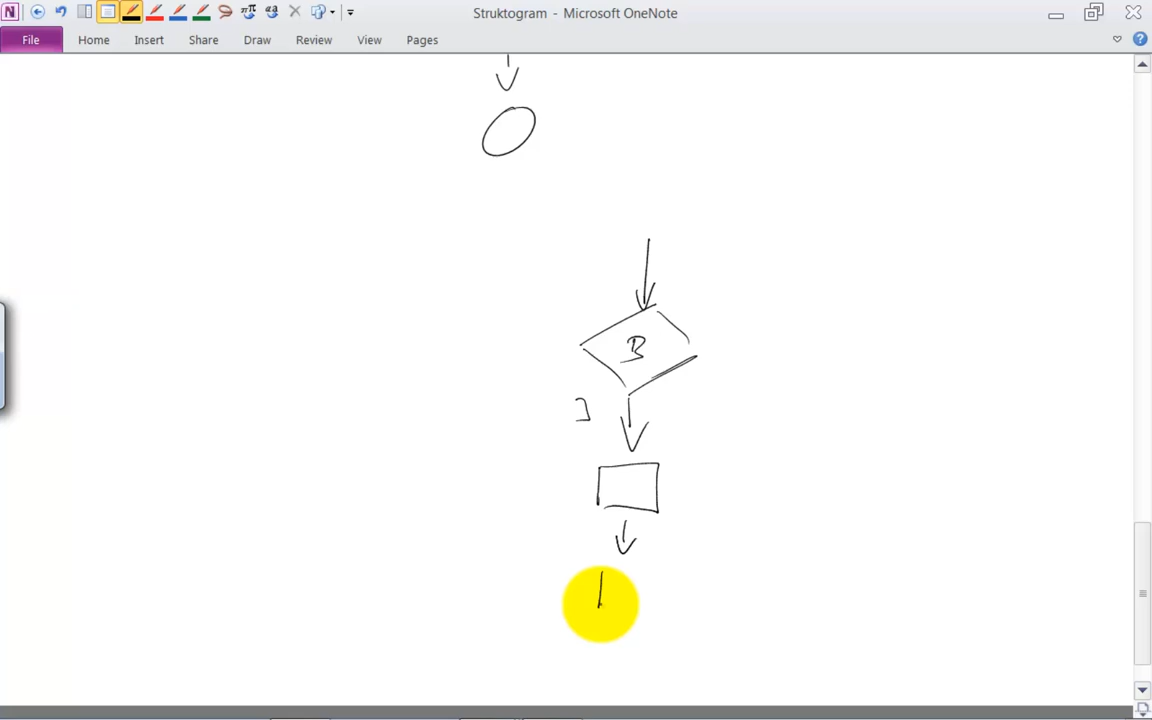 Struktogram - Microsoft OneNote
File Home Insert Share Draw Review View Pages
B
J